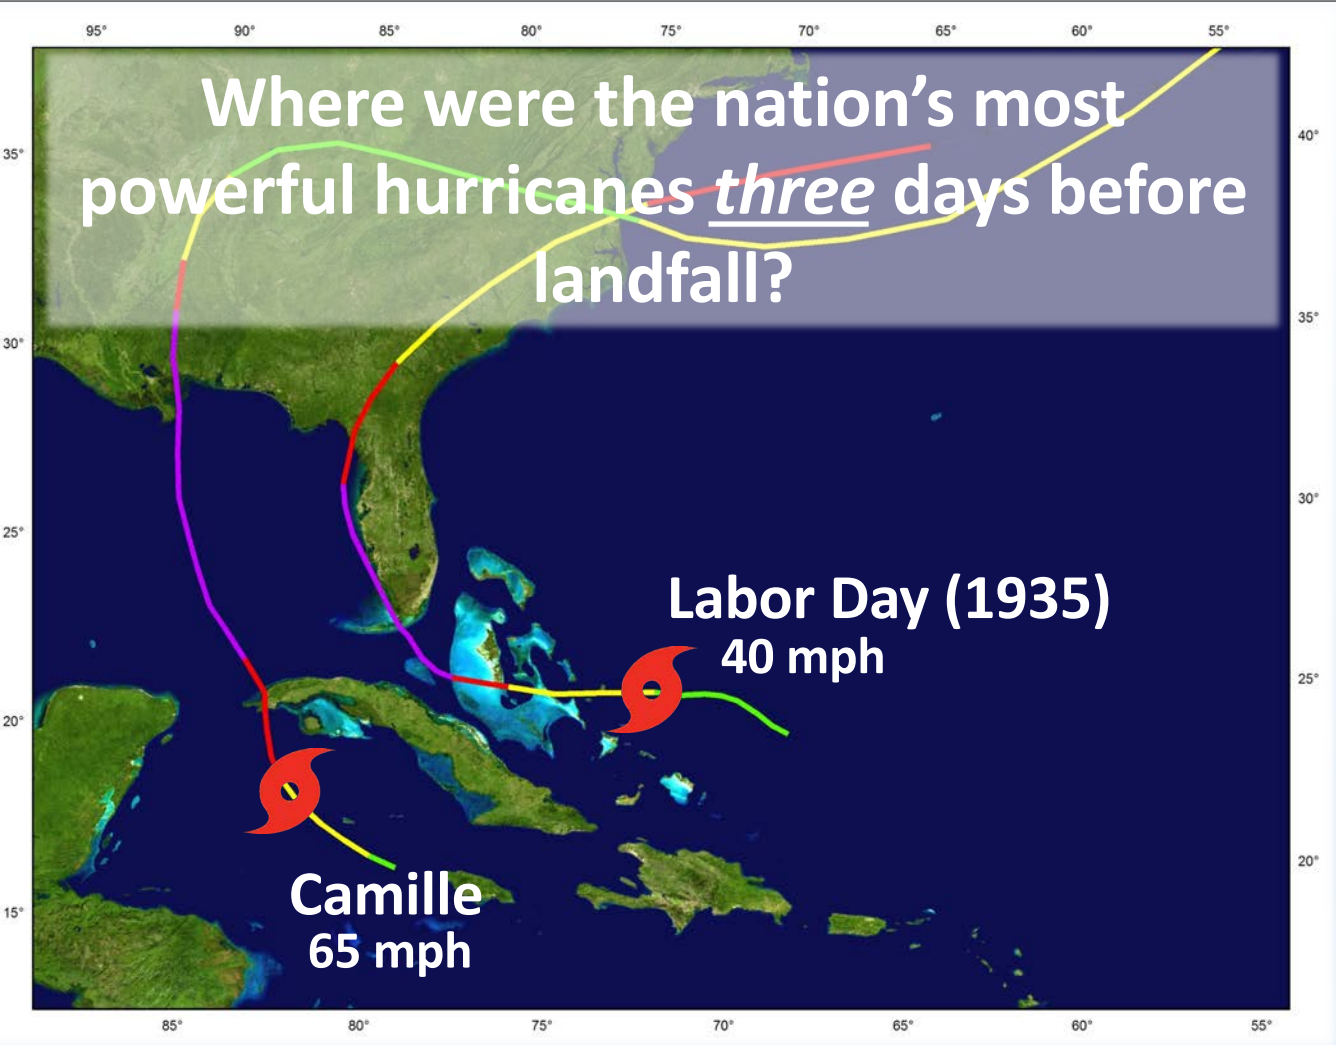 95° 90° 85° 80° 75° 70° 65° 60° 55°
Where were the nation’s most
40°
35°
powerful hurricanes three days before
landfall?
35°
30°
30°
25°
Labor Day (1935)
40 mph
25°
20°
20°
Camille
15°
65 mph
85° 80° 75° 70° 65° 60° 55°